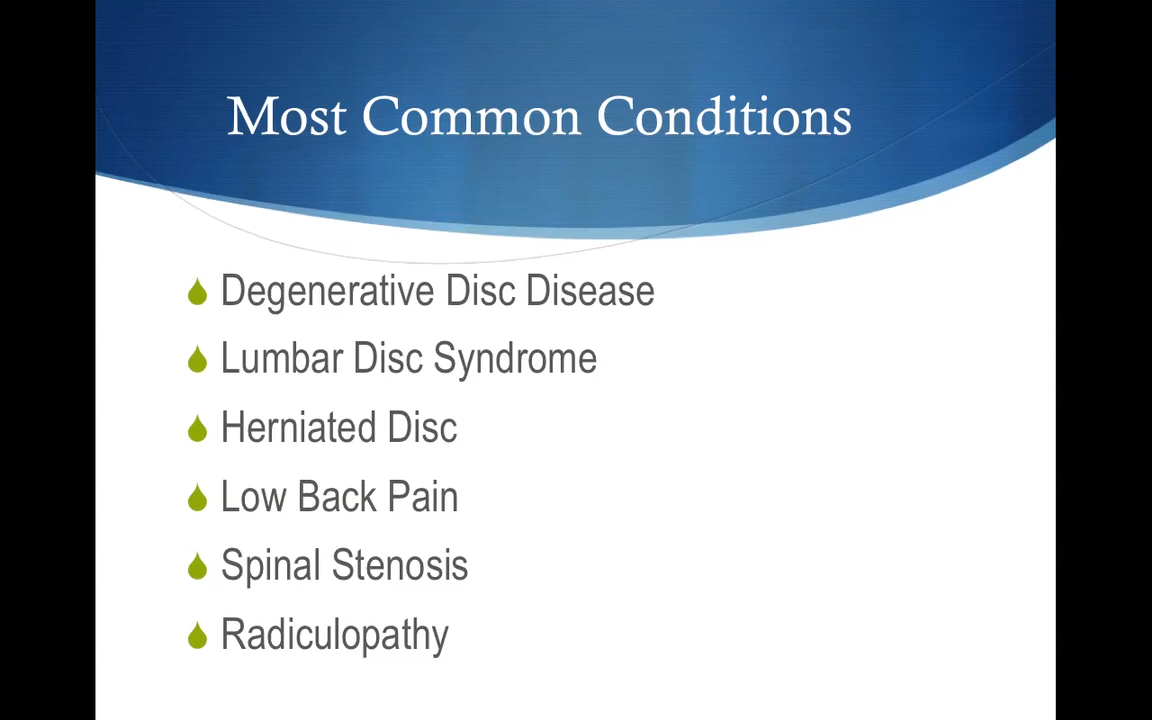 Most Common Conditions
Degenerative Disc Disease
Lumbar Disc Syndrome
Herniated Disc
Low Back Pain
Spinal Stenosis
Radiculopathy